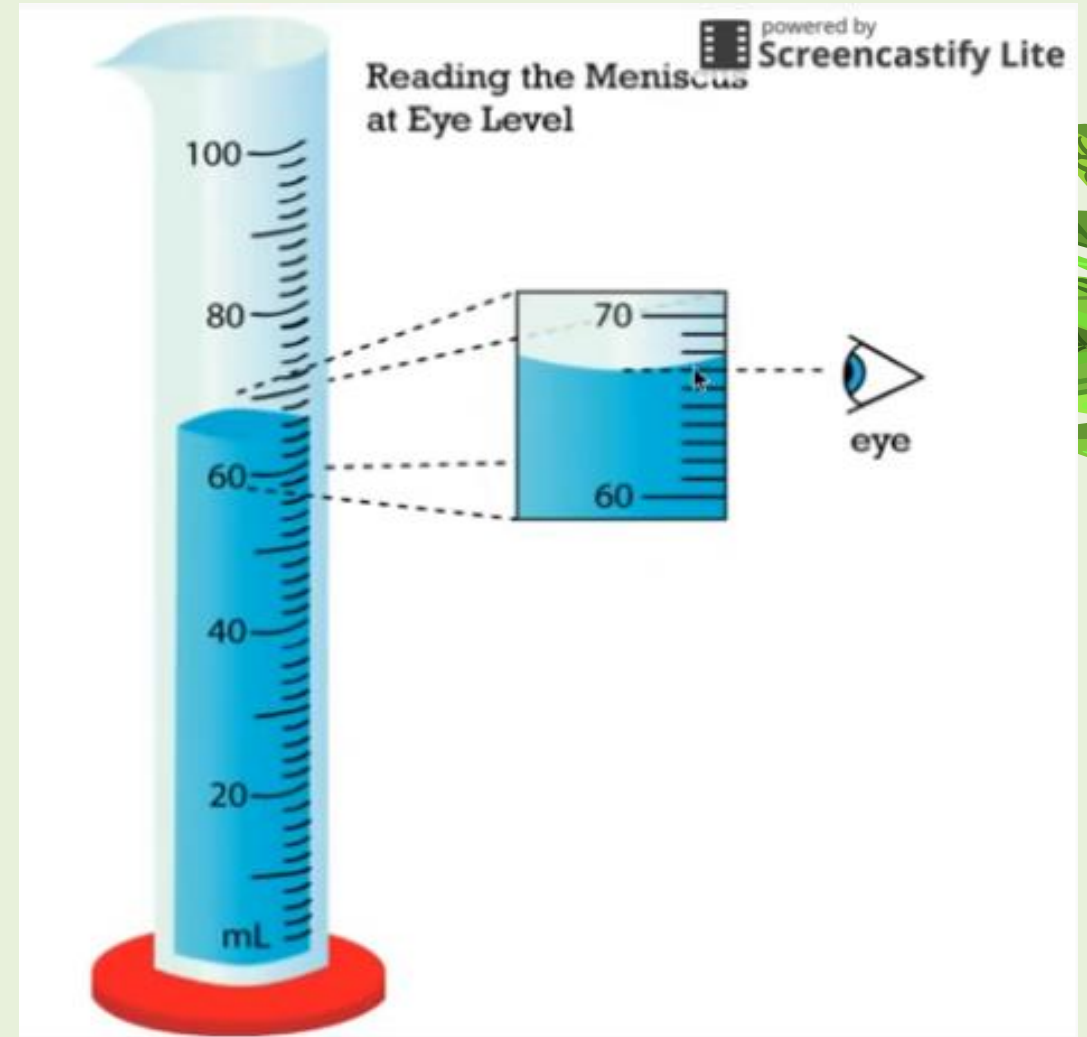 powered by
Screencastify Lite
Reading the Meniscus
at Eye Level
100
80
60
40
20
mL
70
60
eye